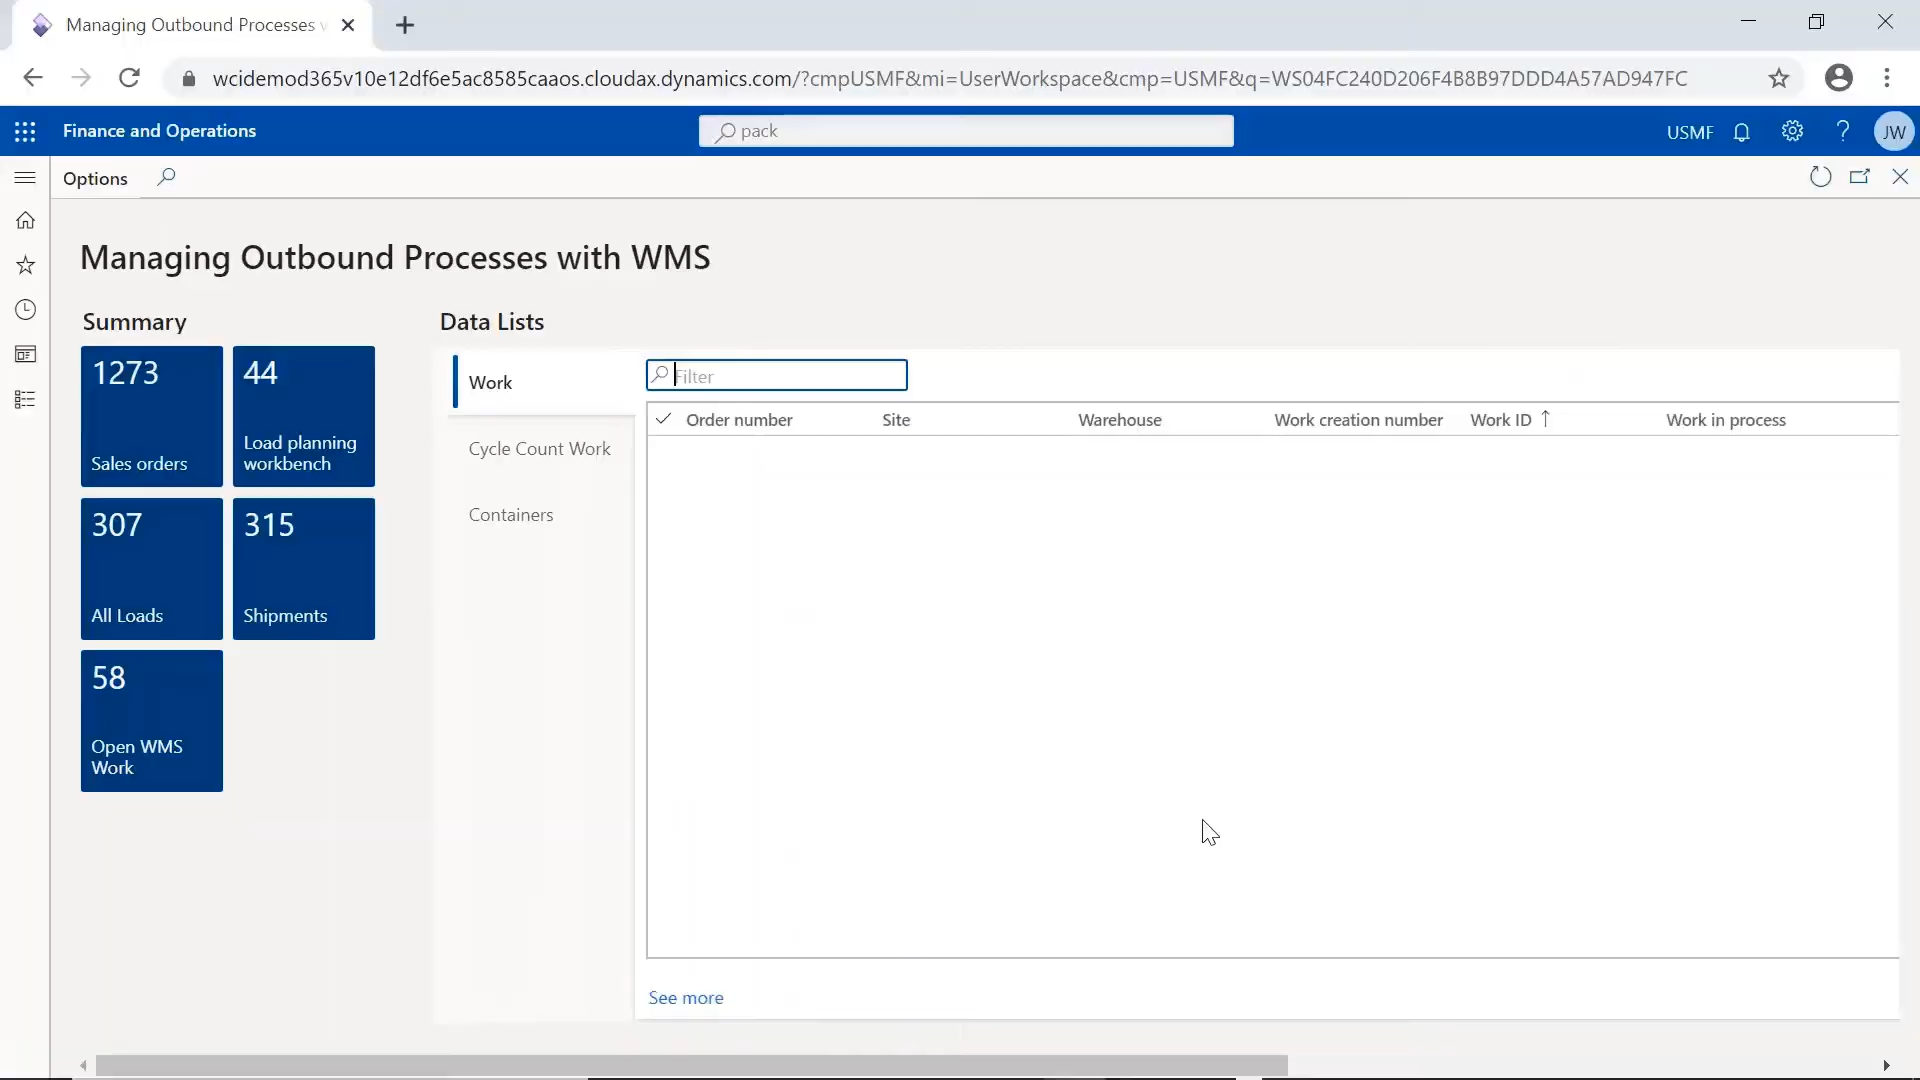 Managing Outbound Processes
wcidemod365v10e12df6e5ac8585caaos.cloudax.dynamics.com/?cmpUSMF&mi=UserWorkspace&cmp=USMF&q=WS04FC240D206F4B8B97DDD4A57AD947FC
Finance and Operations
pack
USMF
?
JW
Options
Managing Outbound Processes with WMS
Summary
1273
Sales orders
44
Load planning
workbench
307
All Loads
315
Shipments
58
Open WMS
Work
Data Lists
Work
Cycle Count Work
Containers
Filter
Order number Site Warehouse Work creation number Work ID ↑ Work in process
See more